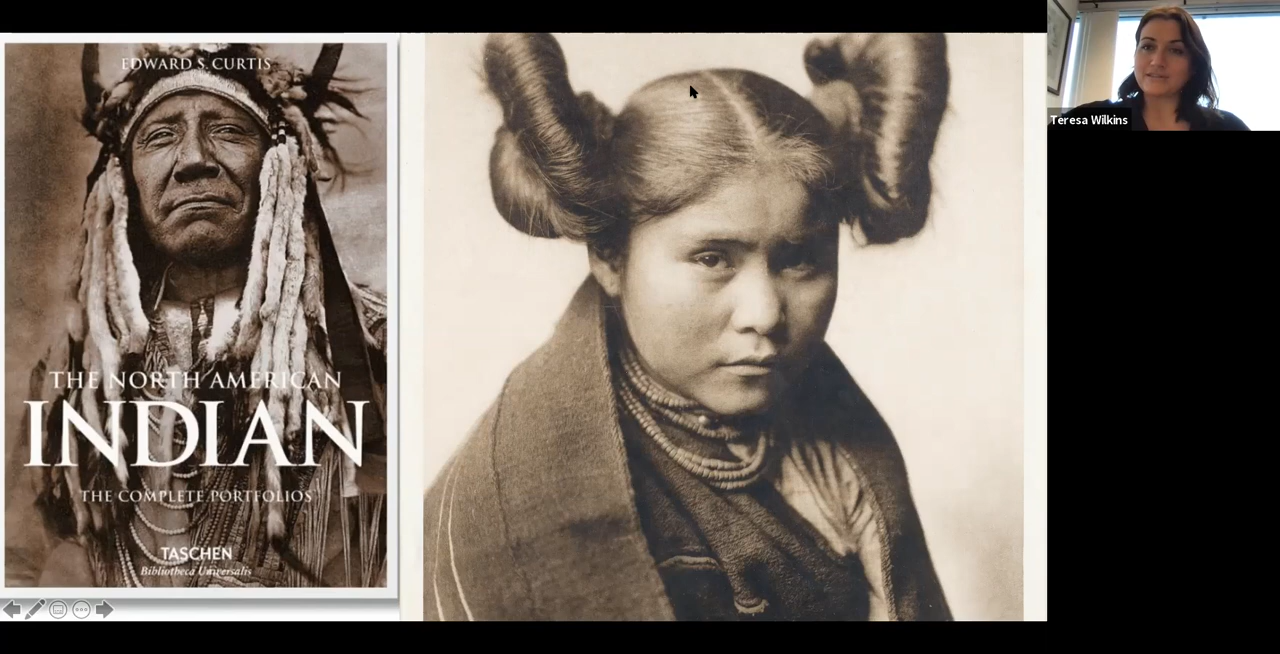 EDWARD S. CURTIS
THE NORTH AMERICAN
INDIAN
THE COMPLETE PORTFOLIOS
TASCHEN
Bibliotheca Universalis
Teresa Wilkins